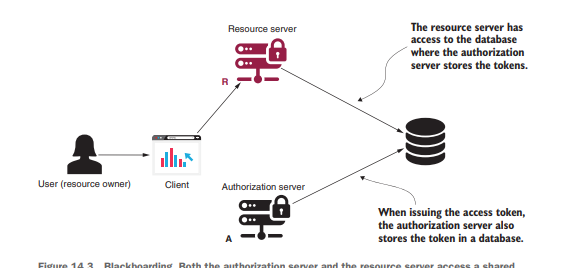 Resource server
The resource server has
access to the database
where the authorization
server stores the tokens.
R
User (resource owner)
Client
Authorization server
A
When issuing the access token,
the authorization server also
stores the token in a database.
Figure 14.3 Blackboarding. Both the authorization server and the resource server access a shared